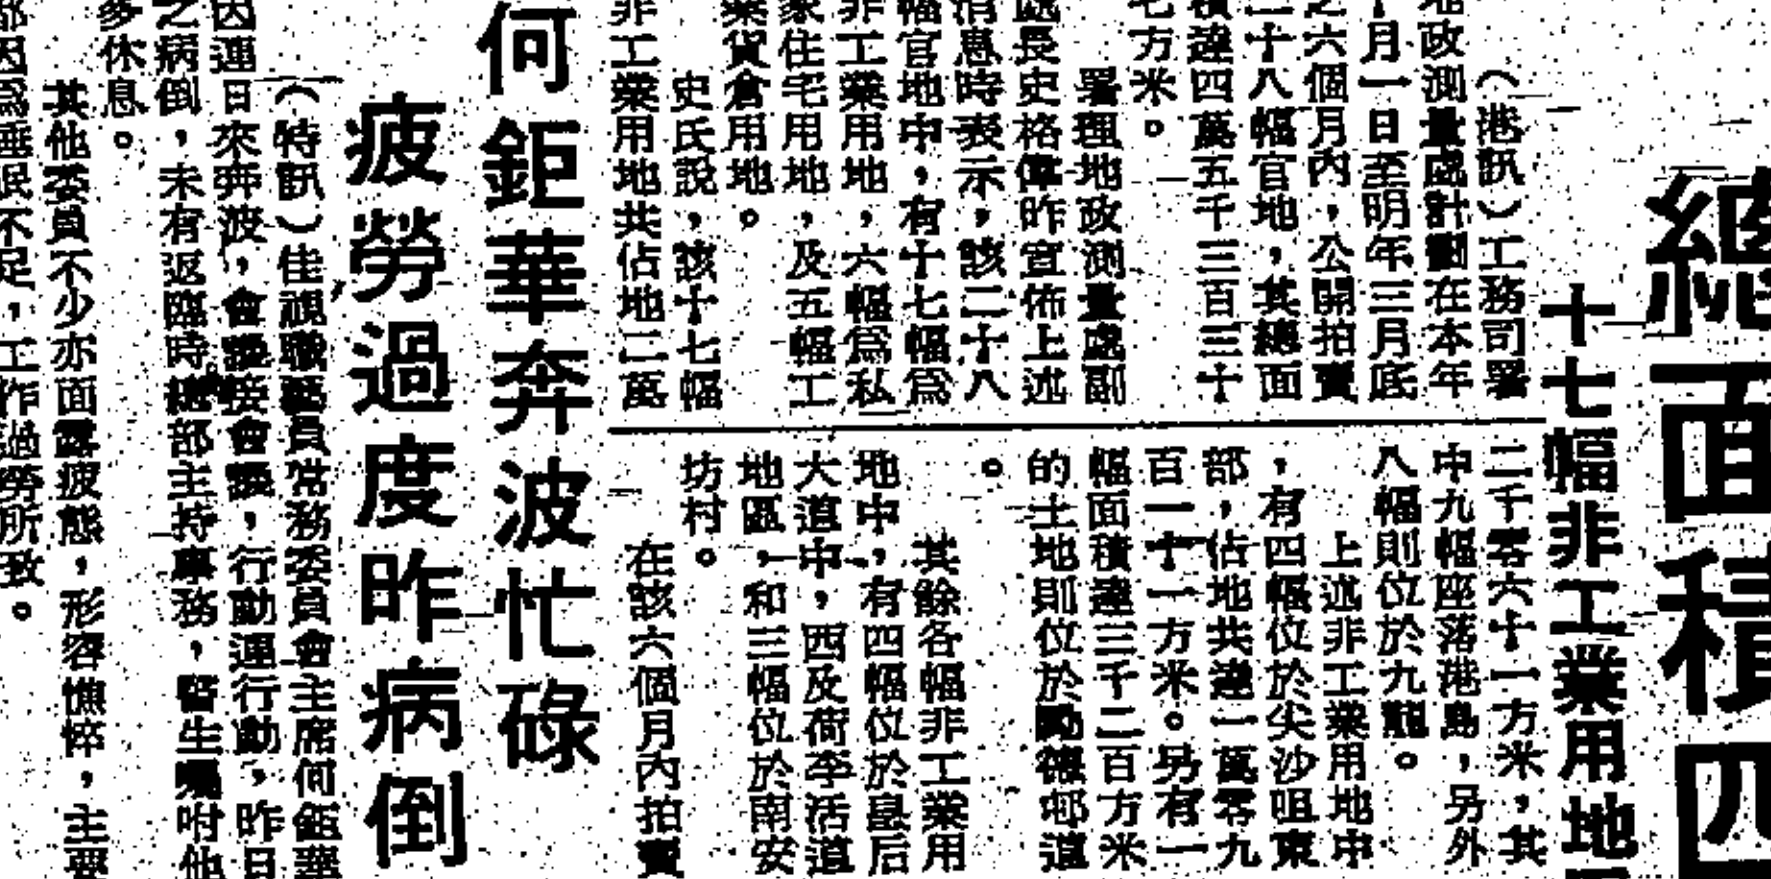 總面積四
十七幅非工業用地
（港訊）工務司署
地政測量處計劃在本年
十月一日至明年三月底
之六個月內，公開拍賣
二十八幅官地，其總面
積達四萬五千三百三十
七方米。
署理地政測量處副
處長史格偉昨宣佈上述
消息時表示，該二十八
幅官地中，有十七幅爲
非工業用地，六幅爲私
家住宅用地，及五幅工
業貨倉用地。
史氏說，該十七幅
非工業用地共佔地二萬
二千零六十一方米，其
中九幅座落港島，另外
八幅則位於九龍。
上述非工業用地中
，有四幅位於尖沙咀東
部，佔地共達一萬零九
百一十一方米。另有一
幅面積達三千二百方米
的土地則位於勵德邨道
。
其餘各幅非工業用
地中，有四幅位於皇后
大道中，西及荷李活道
地區，和三幅位於南安
坊村。
在該六個月內拍賣
何鉅華奔波忙碌
疲勞過度昨病倒
（特訊）佳視職藝員常務委員會主席何鉅華
因連日來奔波，會議接會議，行動連行動，昨日
之病倒，未有返臨時總部主持事務，醫生囑咐他
多休息。
其他委員不少亦面露疲態，形容憔悴，主要
都因爲睡眠不足，工作過勞所致。